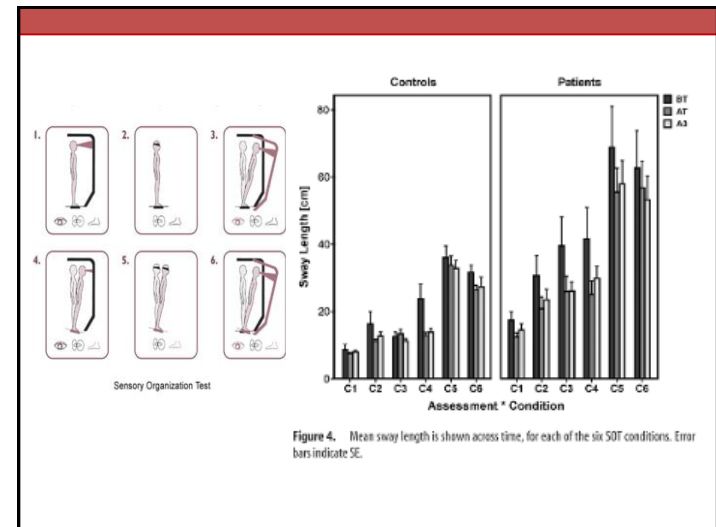 1.
2.
3.
4.
5.
6.
Sensory Organization Test
Controls
Patients
BT
AT
A3
Sway Length [cm]
80
60
40
20
0
C1 C2 C3 C4 C5 C6
C1 C2 C3 C4 C5 C6
Assessment * Condition
Figure 4. Mean sway length is shown across time, for each of the six SOT conditions. Error
bars indicate SE.